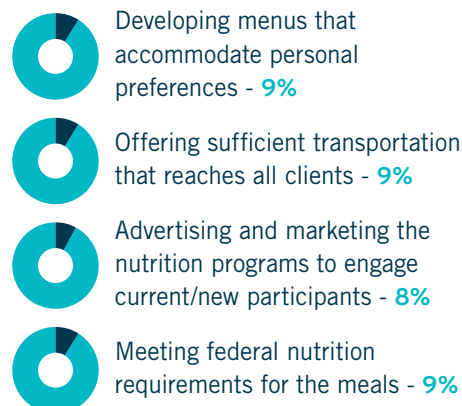 Developing menus that
accommodate personal
preferences - 9%
Offering sufficient transportation
that reaches all clients - 9%
Advertising and marketing the
nutrition programs to engage
current/new participants - 8%
Meeting federal nutrition
requirements for the meals - 9%